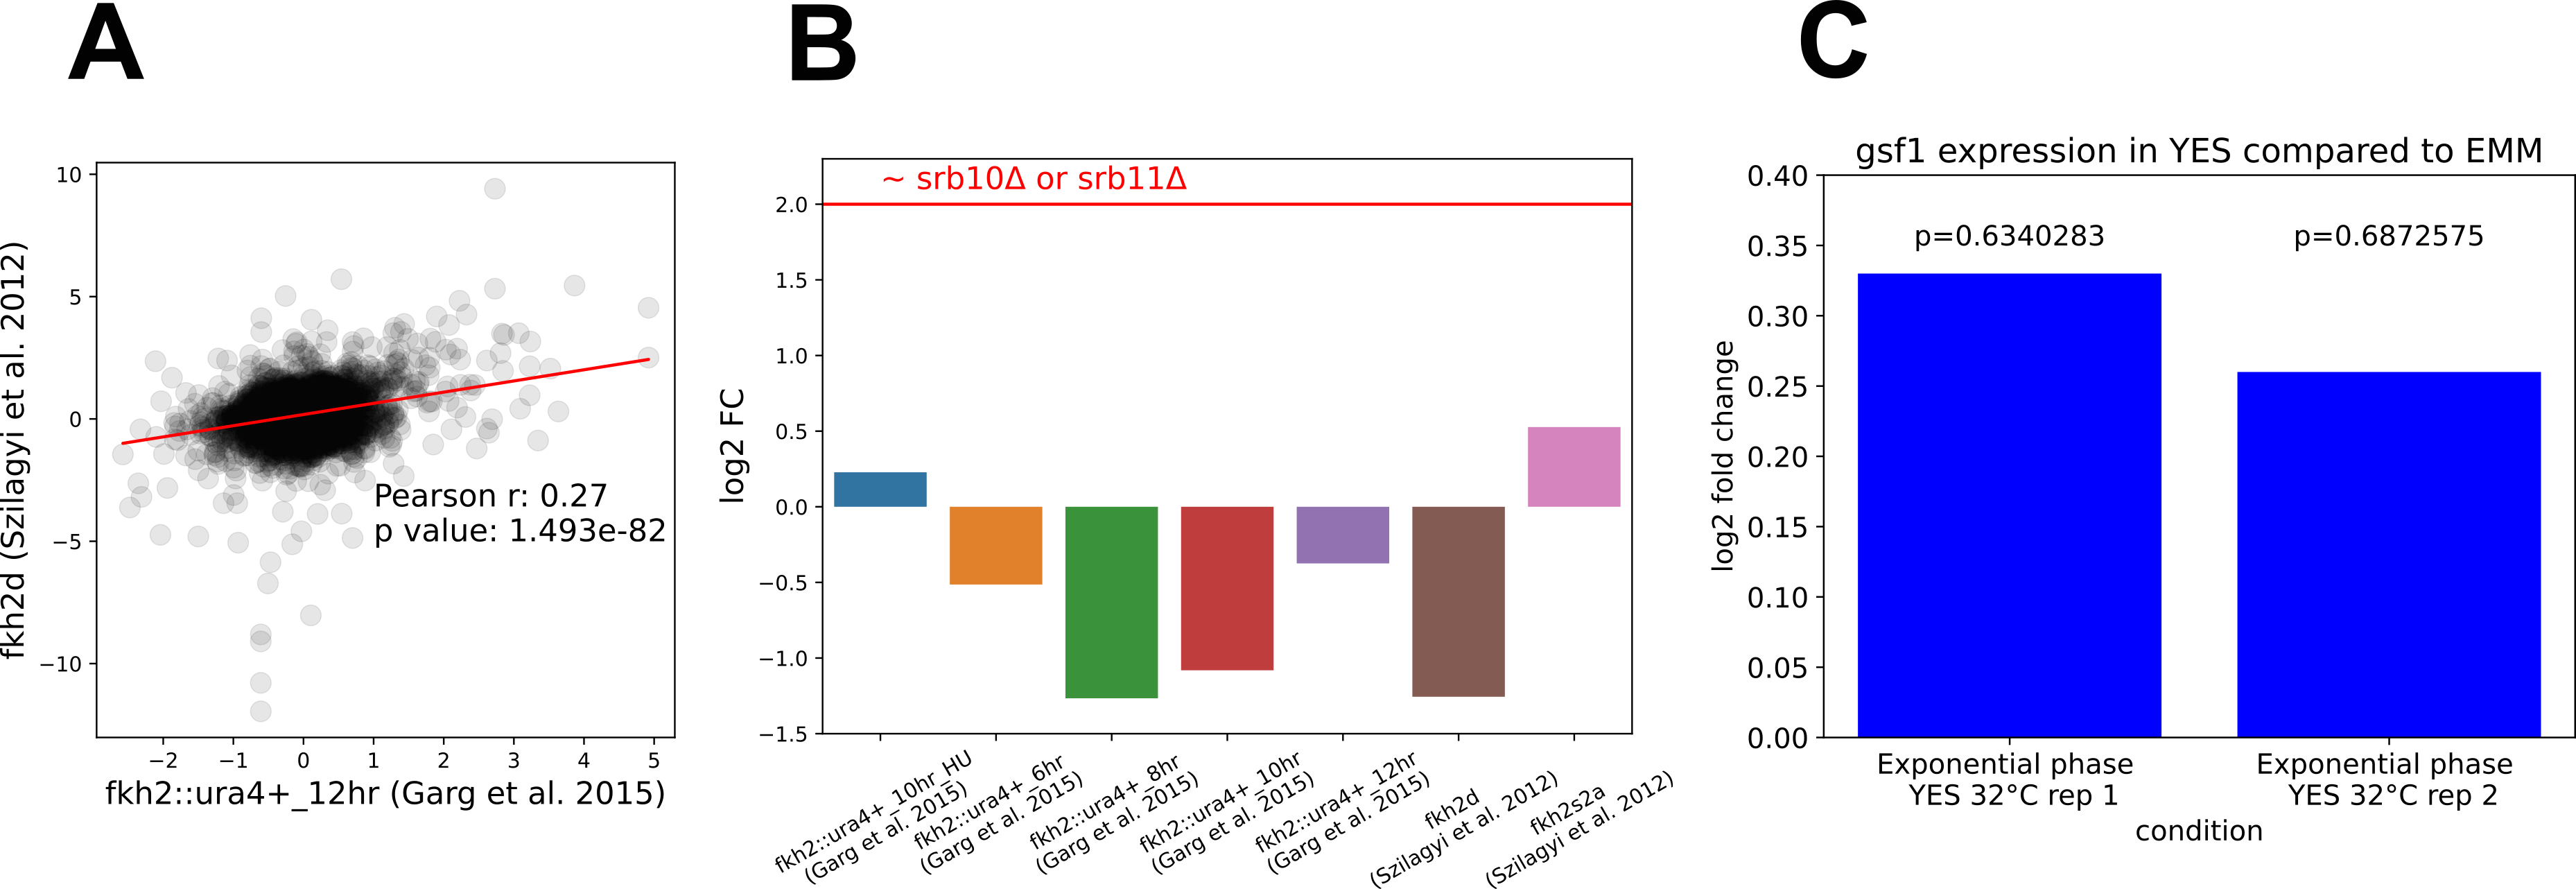 A
B
C
10
5
0
−5
−10
fkh2d (Szilagyi et al. 2012)
Pearson r: 0.27
p value: 1.493e-82
−2
−1
0
1
2
3
4
5
fkh2::ura4+_12hr (Garg et al. 2015)
~ srb10Δ or srb11Δ
2.0
1.5
1.0
0.5
0.0
−0.5
−1.0
−1.5
log2 FC
fkh2::ura4+_10hr_HU
(Garg et al. 2015)
fkh2::ura4+_6hr
(Garg et al. 2015)
fkh2::ura4+_8hr
(Garg et al. 2015)
fkh2::ura4+_10hr
(Garg et al. 2015)
fkh2::ura4+_12hr
(Garg et al. 2015)
fkh2d
(Szilagyi et al. 2012)
fkh2s2a
(Szilagyi et al. 2012)
gsf1 expression in YES compared to EMM
0.40
0.35
0.30
0.25
0.20
0.15
0.10
0.05
0.00
log2 fold change
p=0.6340283
p=0.6872575
Exponential phase
YES 32°C rep 1
Exponential phase
YES 32°C rep 2
condition